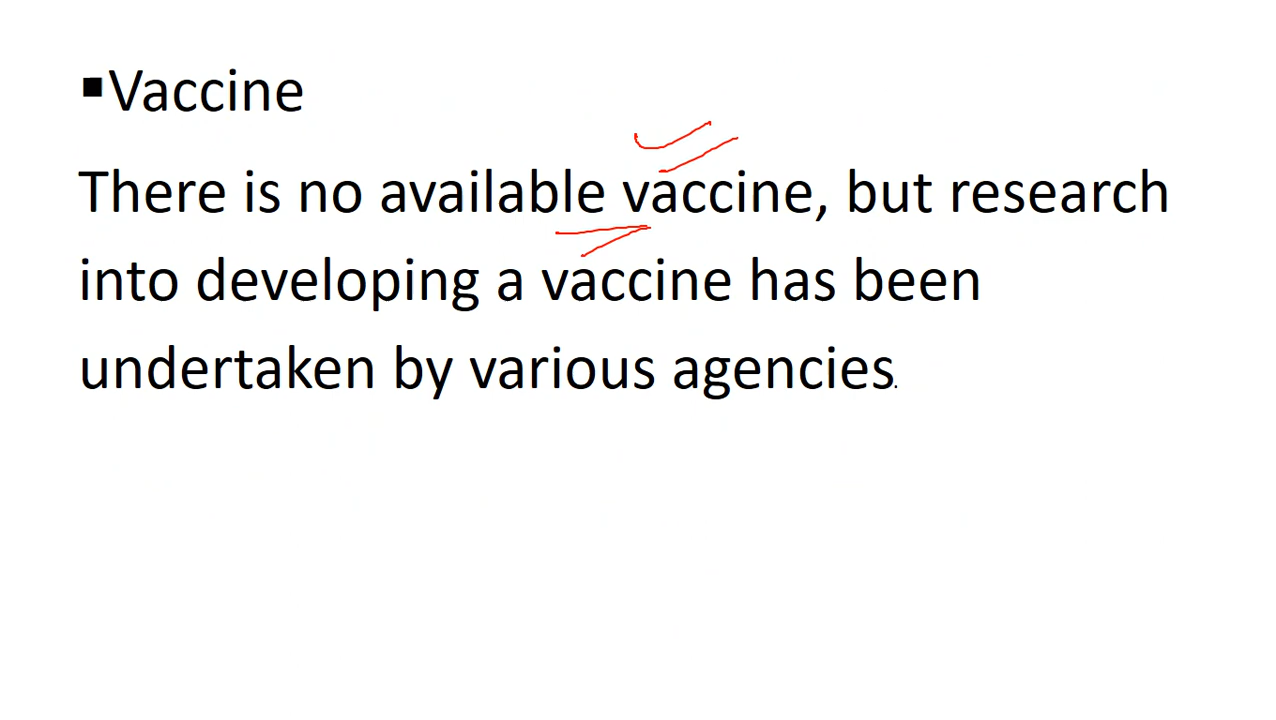 ▪Vaccine
There is no available vaccine, but research
into developing a vaccine has been
undertaken by various agencies.